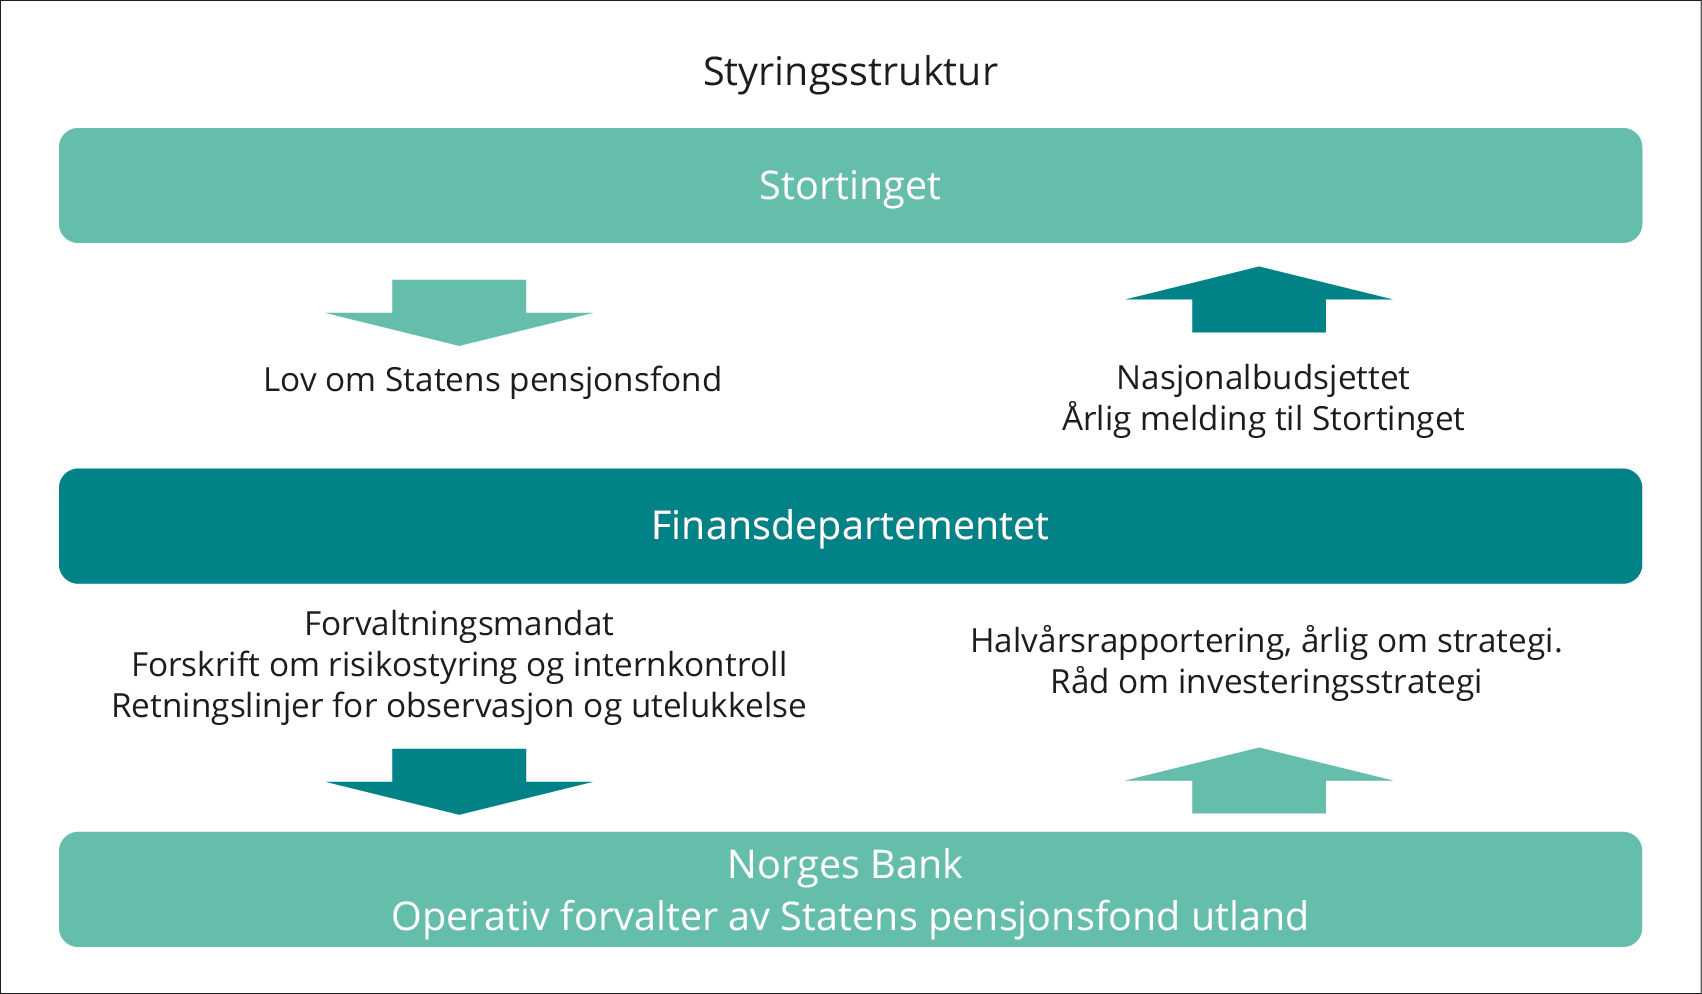 Styringsstruktur
Stortinget
Lov om Statens pensjonsfond
Nasjonalbudsjettet
Årlig melding til Stortinget
Finansdepartementet
Forvaltningsmandat
Forskrift om risikostyring og internkontroll
Retningslinjer for observasjon og utelukkelse
Halvårsrapportering, årlig om strategi.
Råd om investeringsstrategi
Norges Bank
Operativ forvalter av Statens pensjonsfond utland